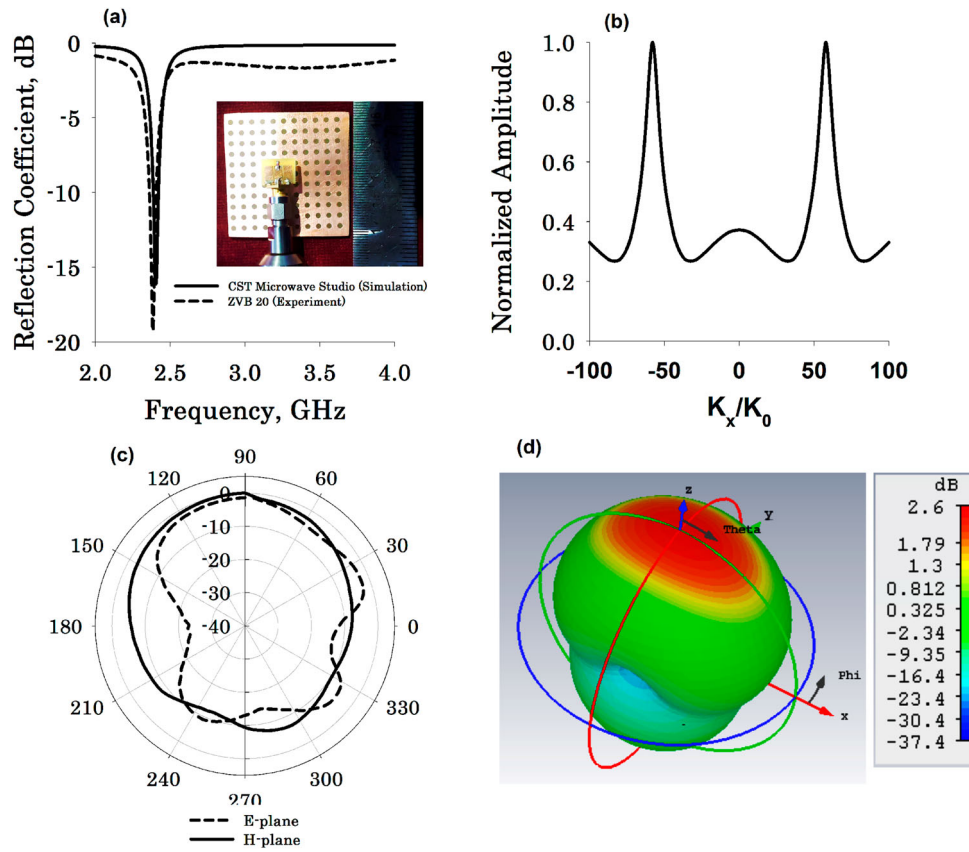 (a)
Reflection Coefficient, dB
0
-5
-10
-15
-20
2.0 2.5 3.0 3.5 4.0
Frequency, GHz
CST Microwave Studio (Simulation)
ZVB 20 (Experiment)
(b)
Normalized Amplitude
1.0
0.8
0.6
0.4
0.2
0.0
-100 -50 0 50 100
Kx/K0
(c)
90
120 60
150 30
180 0
210 330
240 300
270
0
-10
-20
-30
-40
E-plane
H-plane
(d)
z
y
Theta
Phi
x
dB
2.6
1.79
1.3
0.812
0.325
-2.34
-9.35
-16.4
-23.4
-30.4
-37.4